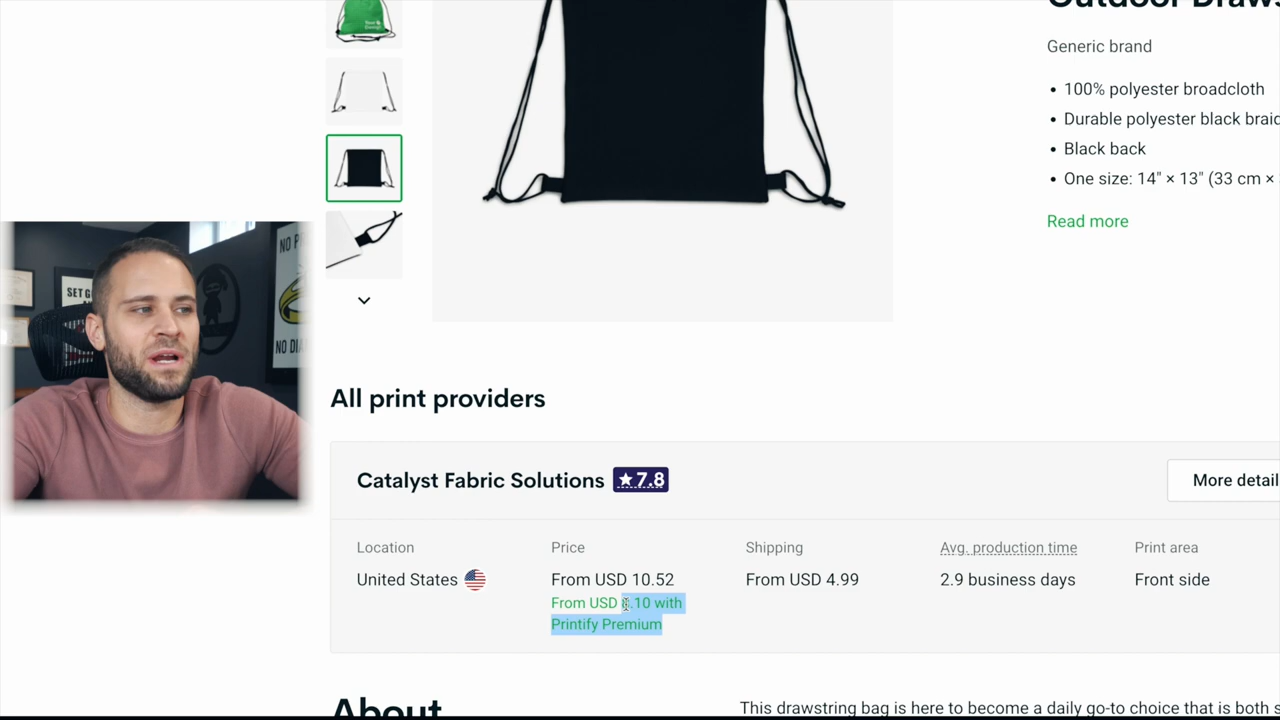 Generic brand
100% polyester broadcloth
Durable polyester black braid
Black back
One size: 14" × 13" (33 cm ×
Read more
NO
SET
NO
All print providers
Catalyst Fabric Solutions ★7.8
More detail
Location
Price
Shipping
Avg. production time
Print area
United States
From USD 10.52
From USD 4.99
2.9 business days
Front side
From USD .10 with
Printify Premium
About
This drawstring bag is here to become a daily go-to choice that is both s